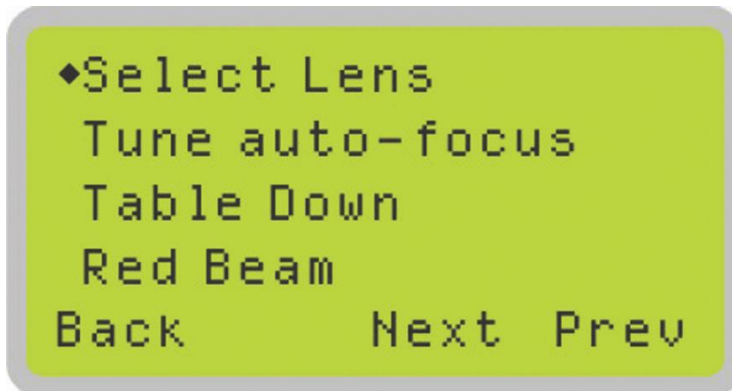 ◆Select Lens
Tune auto-focus
Table Down
Red Beam
Back Next Prev